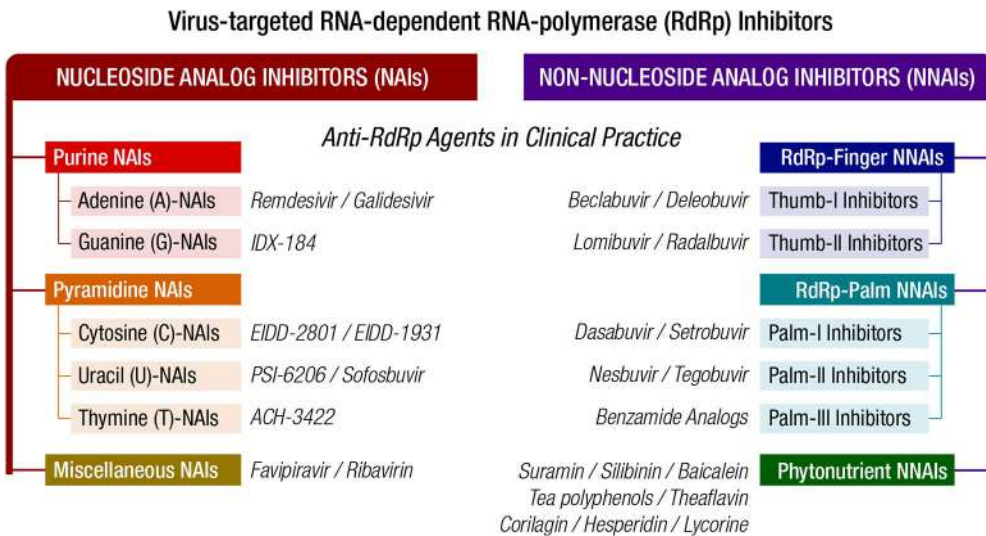 Virus-targeted RNA-dependent RNA-polymerase (RdRp) Inhibitors
NUCLEOSIDE ANALOG INHIBITORS (NAIs)
NON-NUCLEOSIDE ANALOG INHIBITORS (NNAIs)
Anti-RdRp Agents in Clinical Practice
Purine NAIs
Adenine (A)-NAIs Remdesivir / Galidesivir
Guanine (G)-NAIs IDX-184
Pyramidine NAIs
Cytosine (C)-NAIs EIDD-2801 / EIDD-1931
Uracil (U)-NAIs PSI-6206 / Sofosbuvir
Thymine (T)-NAIs ACH-3422
Miscellaneous NAIs Favipiravir / Ribavirin
RdRp-Finger NNAIs
Beclabuvir / Deleobuvir Thumb-I Inhibitors
Lomibuvir / Radalbuvir Thumb-II Inhibitors
RdRp-Palm NNAIs
Dasabuvir / Setrobuvir Palm-I Inhibitors
Nesbuvir / Tegobuvir Palm-II Inhibitors
Benzamide Analogs Palm-III Inhibitors
Suramin / Silibinin / Baicalein Phytonutrient NNAIs
Tea polyphenols / Theaflavin
Corilagin / Hesperidin / Lycorine